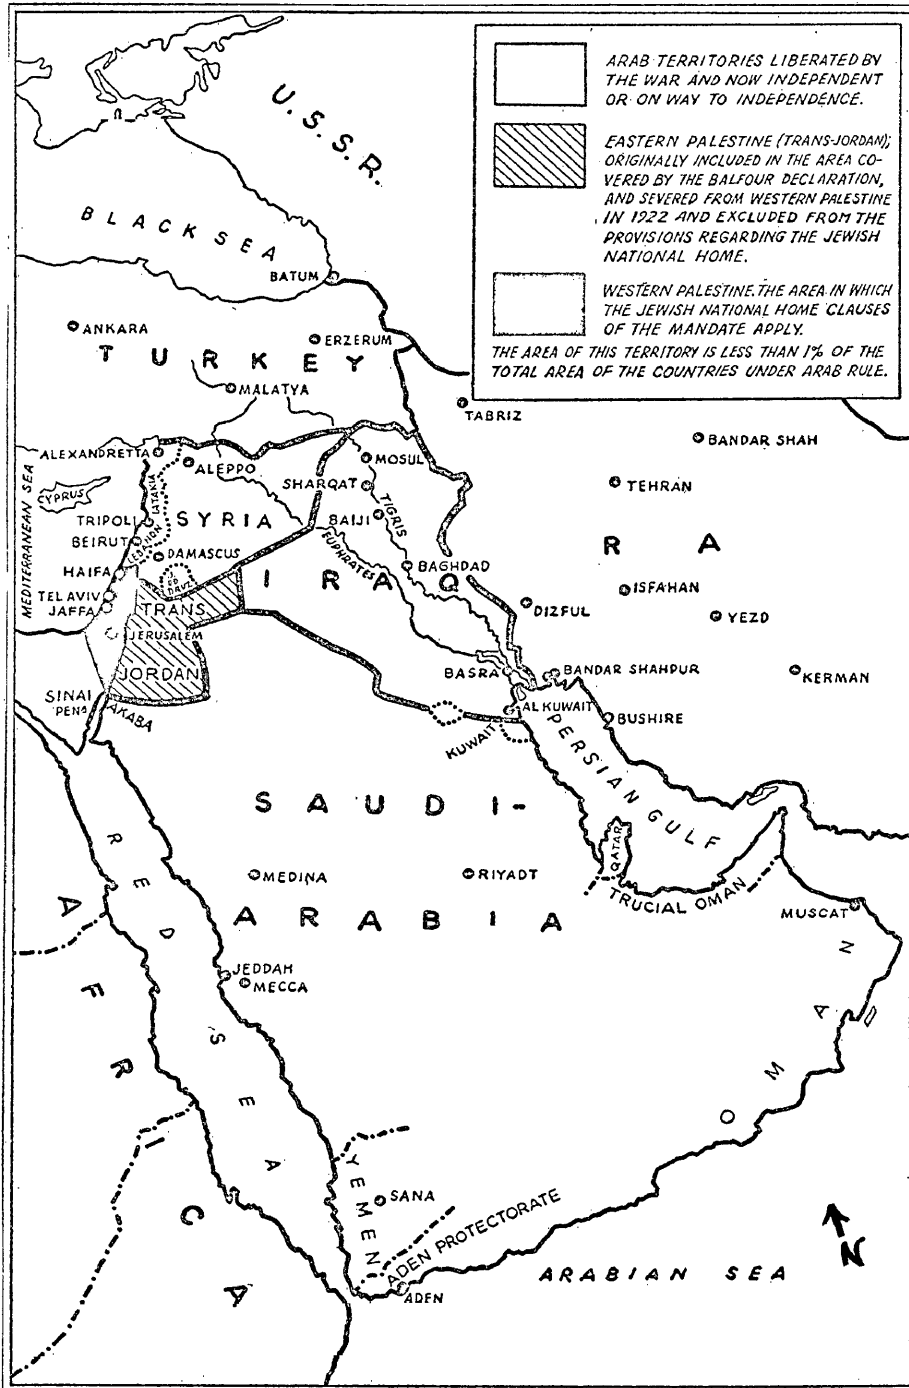 U.S.S.R.
ARAB TERRITORIES LIBERATED BY
THE WAR AND NOW INDEPENDENT
OR ON WAY TO INDEPENDENCE.
EASTERN PALESTINE (TRANS-JORDAN);
ORIGINALLY INCLUDED IN THE AREA CO-
VERED BY THE BALFOUR DECLARATION,
AND SEVERED FROM WESTERN PALESTINE
IN 1922 AND EXCLUDED FROM THE
PROVISIONS REGARDING THE JEWISH
NATIONAL HOME.
WESTERN PALESTINE. THE AREA IN WHICH
THE JEWISH NATIONAL HOME CLAUSES
OF THE MANDATE APPLY.
THE AREA OF THIS TERRITORY IS LESS THAN 1% OF THE
TOTAL AREA OF THE COUNTRIES UNDER ARAB RULE.
BLACK SEA
BATUM
ANKARA
ERZERUM
TURKEY
MALATYA
TABRIZ
BANDAR SHAH
ALEXANDRETTA
ALEPPO
MOSUL
TEHRAN
MEDITERRANEAN SEA
CYPRUS
LATAKIA
SHARQAT
TIGRIS
TRIPOLI
SYRIA
BAIJI
BEIRUT
LEBANON
EUPHRATES
RA
DAMASCUS
BAGHDAD
HAIFA
J. ED DRUZ
IRAQ
ISFAHAN
TEL AVIV
TRANS
DIZFUL
JAFFA
YEZD
JERUSALEM
JORDAN
BASRA
BANDAR SHAHPUR
KERMAN
SINAI
PENA
AKABA
AL KUWAIT
BUSHIRE
KUWAIT
PERSIAN GULF
SAUDI-
QATAR
MEDINA
RIYADT
TRUCIAL OMAN
ARABIA
MUSCAT
RED SEA
AFRICA
JEDDAH
MECCA
OMAN
YEMEN
SANA
ADEN PROTECTORATE
N
ADEN
ARABIAN SEA